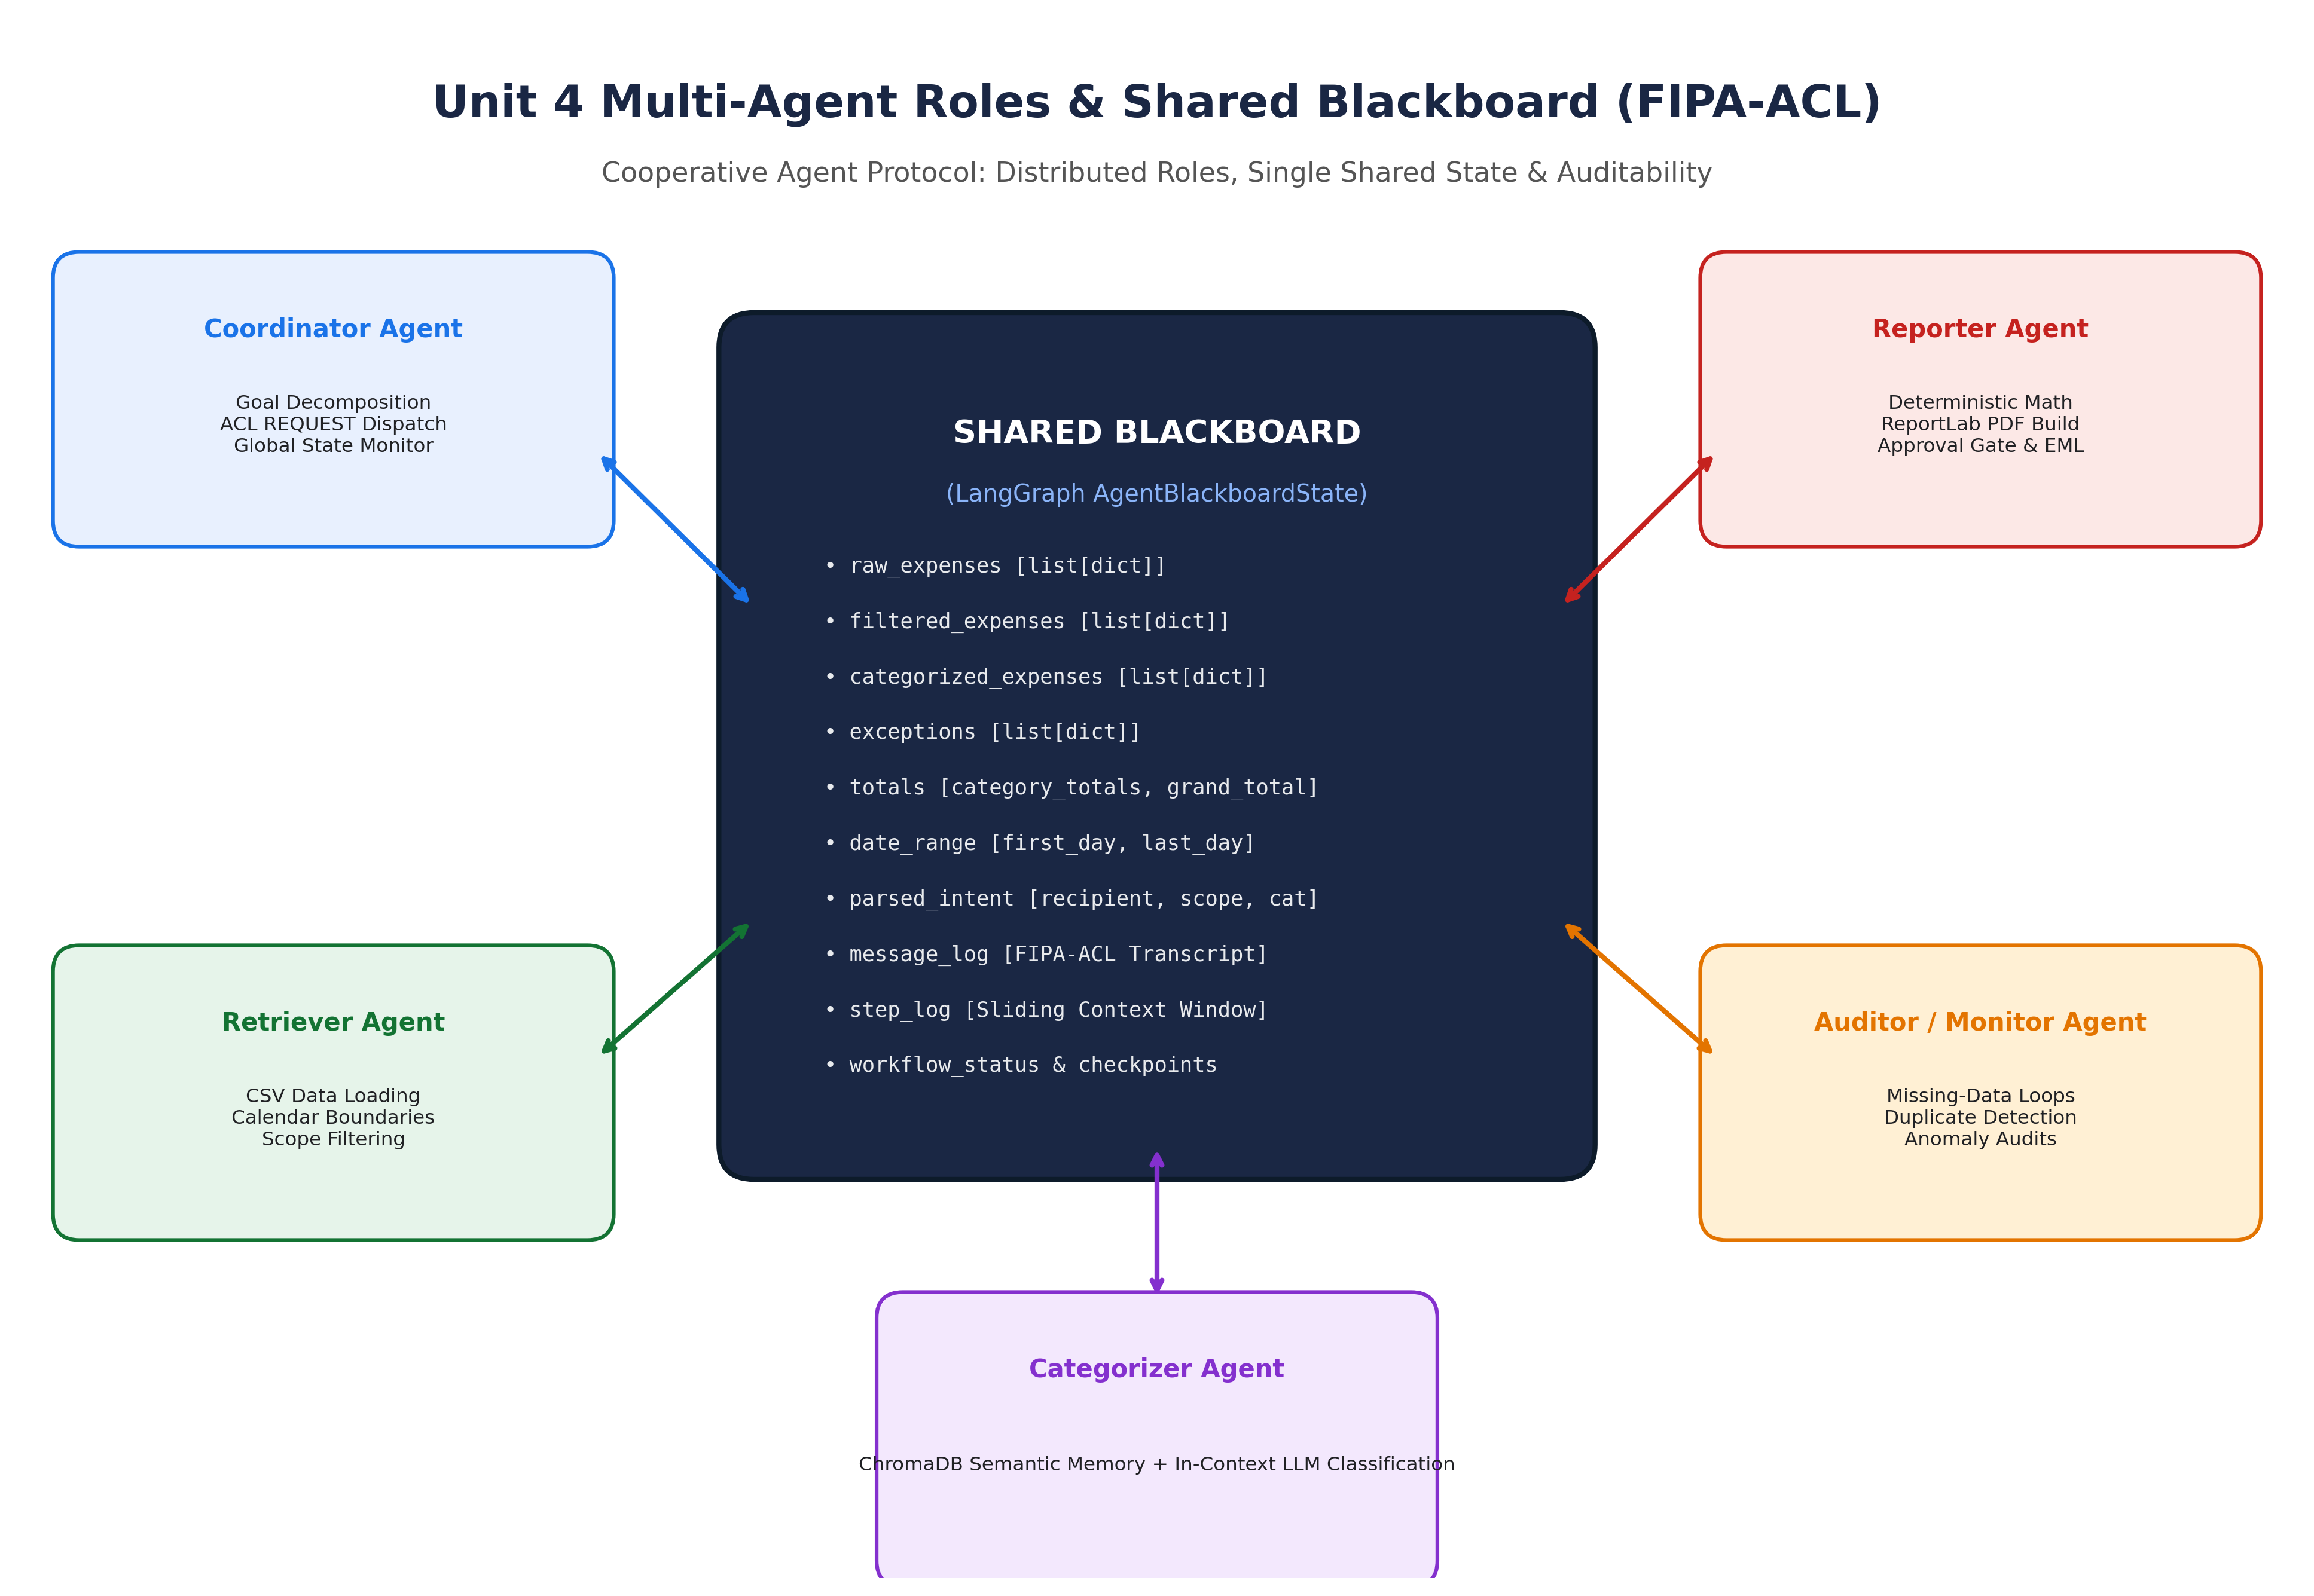 Unit 4 Multi-Agent Roles & Shared Blackboard (FIPA-ACL)
Cooperative Agent Protocol: Distributed Roles, Single Shared State & Auditability
Coordinator Agent
Goal Decomposition
ACL REQUEST Dispatch
Global State Monitor
Reporter Agent
Deterministic Math
ReportLab PDF Build
Approval Gate & EML
SHARED BLACKBOARD
(LangGraph AgentBlackboardState)
• raw_expenses [list[dict]]
• filtered_expenses [list[dict]]
• categorized_expenses [list[dict]]
• exceptions [list[dict]]
• totals [category_totals, grand_total]
• date_range [first_day, last_day]
• parsed_intent [recipient, scope, cat]
• message_log [FIPA-ACL Transcript]
• step_log [Sliding Context Window]
• workflow_status & checkpoints
Retriever Agent
CSV Data Loading
Calendar Boundaries
Scope Filtering
Auditor / Monitor Agent
Missing-Data Loops
Duplicate Detection
Anomaly Audits
Categorizer Agent
ChromaDB Semantic Memory + In-Context LLM Classification